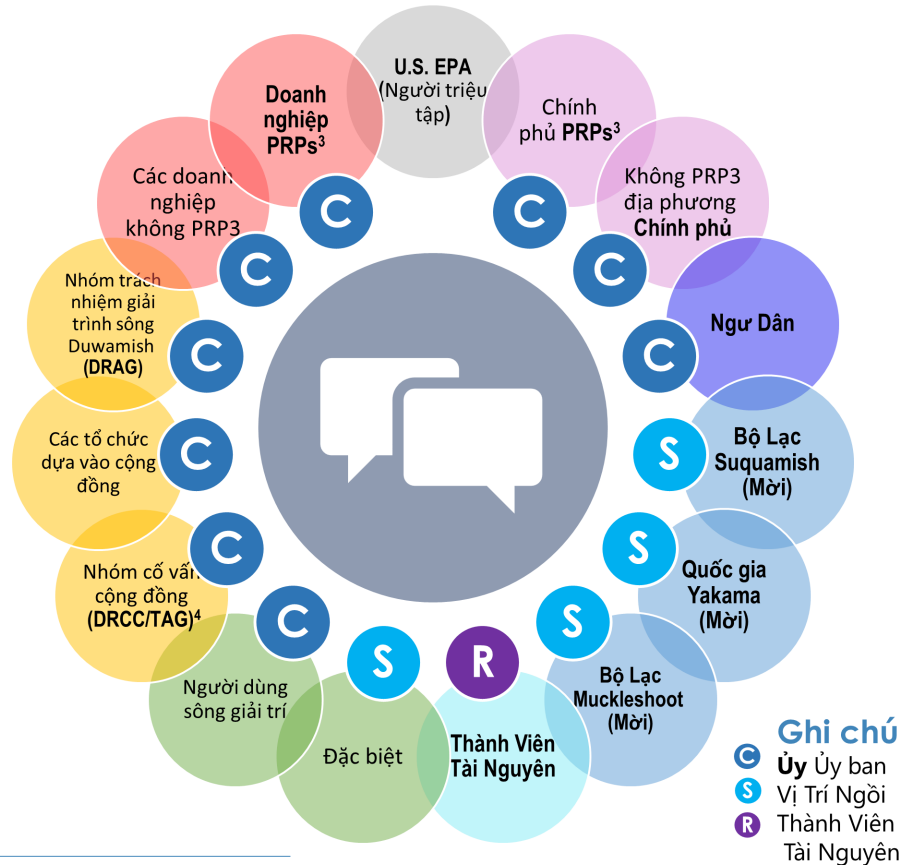 U.S. EPA
(Người triệu
tập)
Chính
phủ PRPs³
Không PRP3
địa phương
Chính phủ
Ngư Dân
Bộ Lạc
Suquamish
(Mời)
Quốc gia
Yakama
(Mời)
Bộ Lạc
Muckleshoot
(Mời)
Thành Viên
Tài Nguyên
Đặc biệt
Người dùng
sông giải trí
Nhóm cố vấn
cộng đồng
(DRCC/TAG)⁴
Các tổ chức
dựa vào cộng
đồng
Nhóm trách
nhiệm giải
trình sông
Duwamish
(DRAG)
Các doanh
nghiệp
không PRP3
Doanh
nghiệp
PRPs³
C
C
C
S
S
S
R
S
C
C
C
C
C
C
Ghi chú
C Ủy Ủy ban
S Vị Trí Ngồi
R Thành Viên
Tài Nguyên